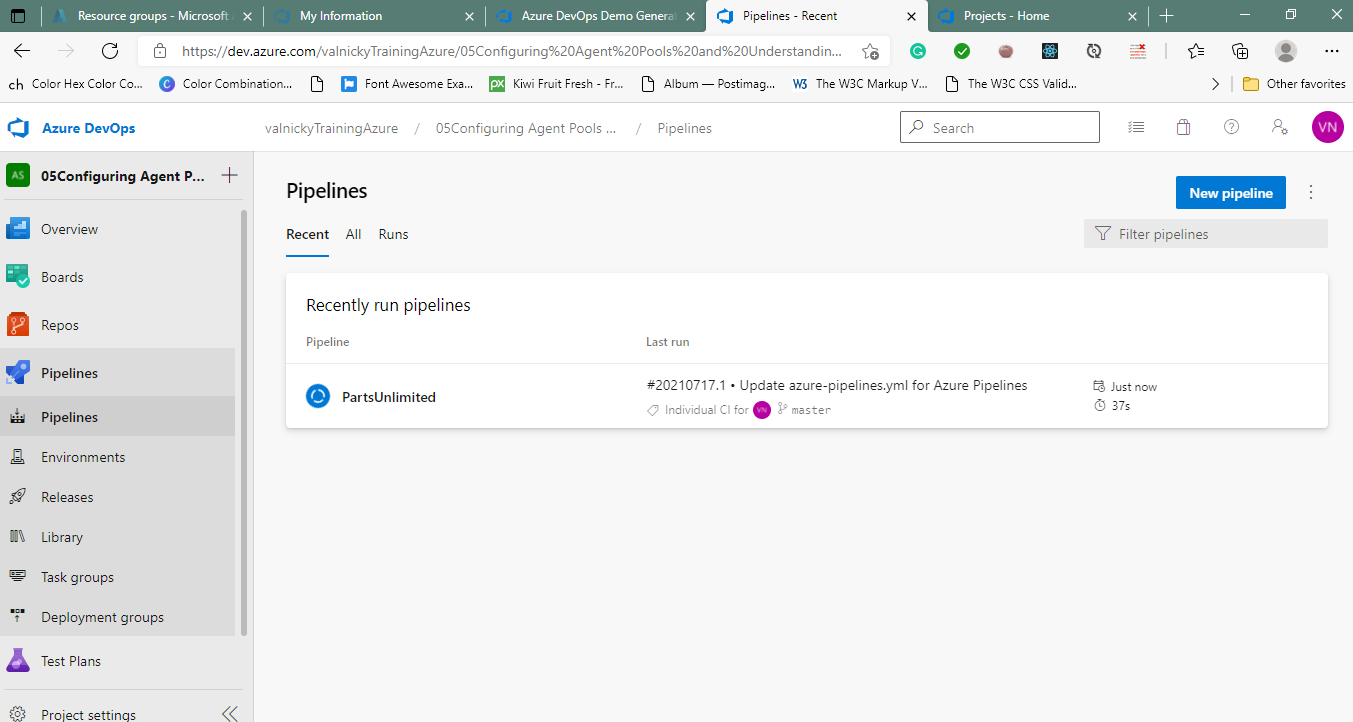 Resource groups - Microsoft A
My Information
Azure DevOps Demo Generat
Pipelines - Recent
Projects - Home
https://dev.azure.com/valnickyTrainingAzure/05Configuring%20Agent%20Pools%20and%20Understandin...
ch Color Hex Color Co...
C Color Combination...
Font Awesome Exa...
px Kiwi Fruit Fresh - Fr...
Album — Postimag...
W3 The W3C Markup V...
The W3C CSS Valid...
Other favorites
Azure DevOps
valnickyTrainingAzure / 05Configuring Agent Pools ... / Pipelines
Search
VN
AS 05Configuring Agent P...
Overview
Boards
Repos
Pipelines
Pipelines
Environments
Releases
Library
Task groups
Deployment groups
Test Plans
Project settings
Pipelines
New pipeline
Recent All Runs
Filter pipelines
Recently run pipelines
Pipeline Last run
PartsUnlimited
#20210717.1 • Update azure-pipelines.yml for Azure Pipelines
Individual CI for VN master
Just now
37s